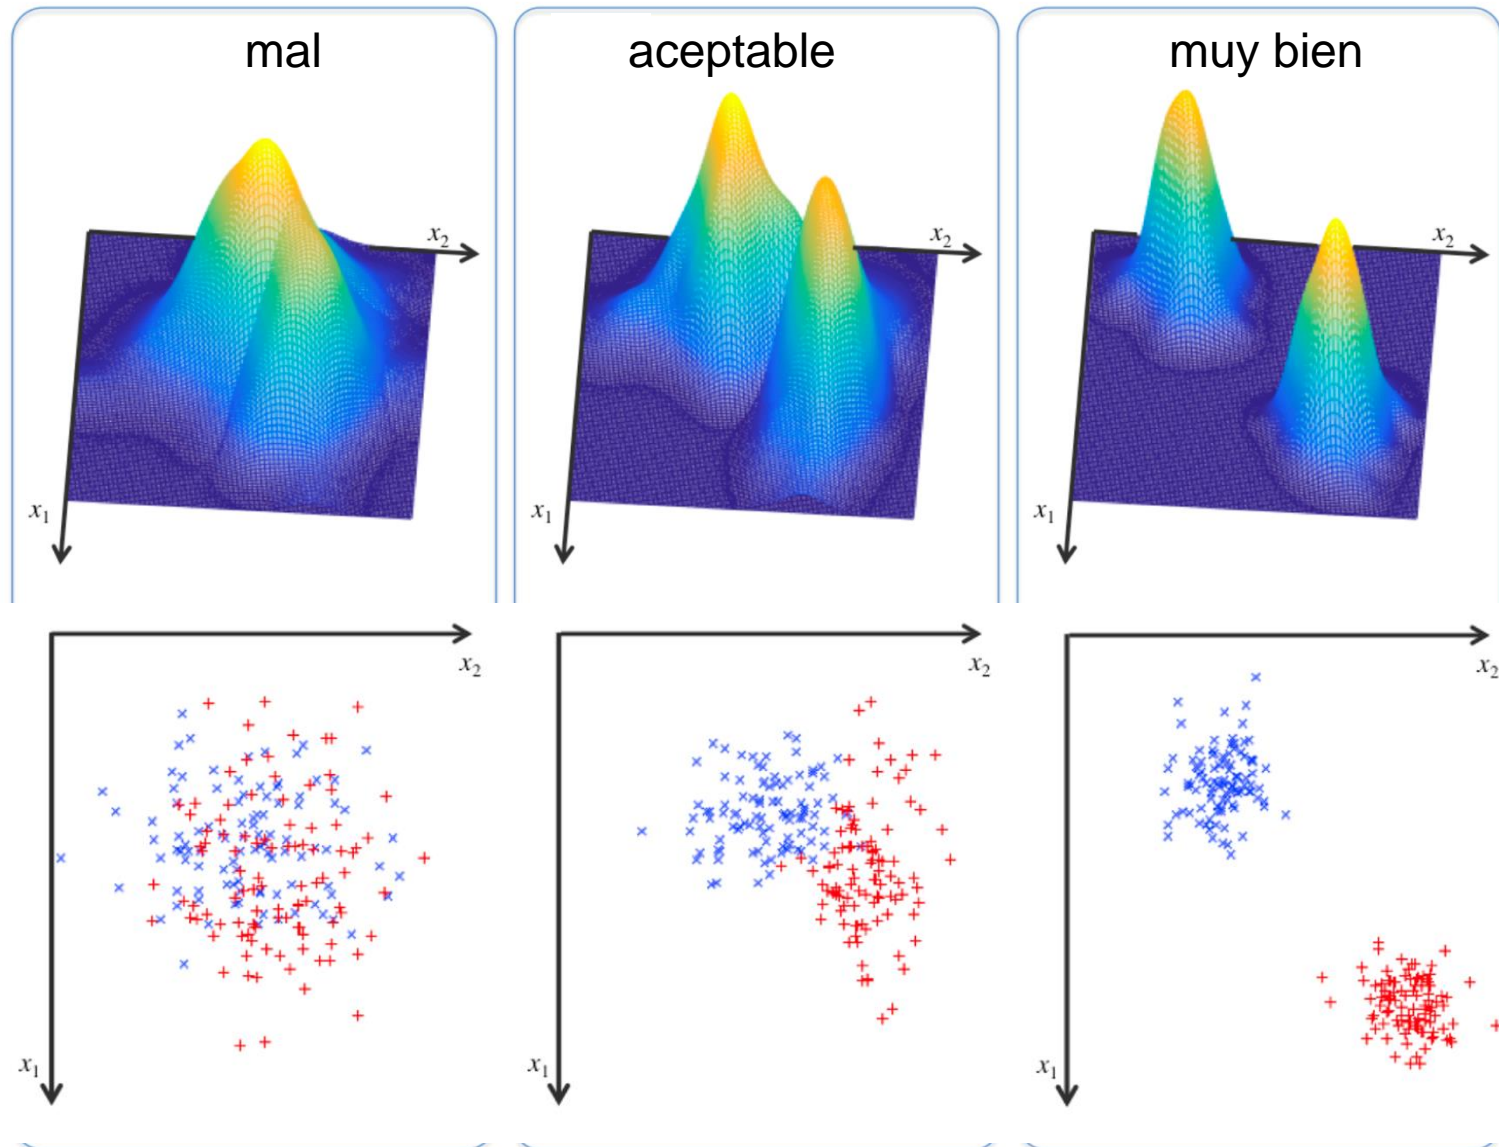 mal
aceptable
muy bien
x₂
x₂
x₂
x₁
x₁
x₁
x₂
x₂
x₂
x₁
x₁
x₁